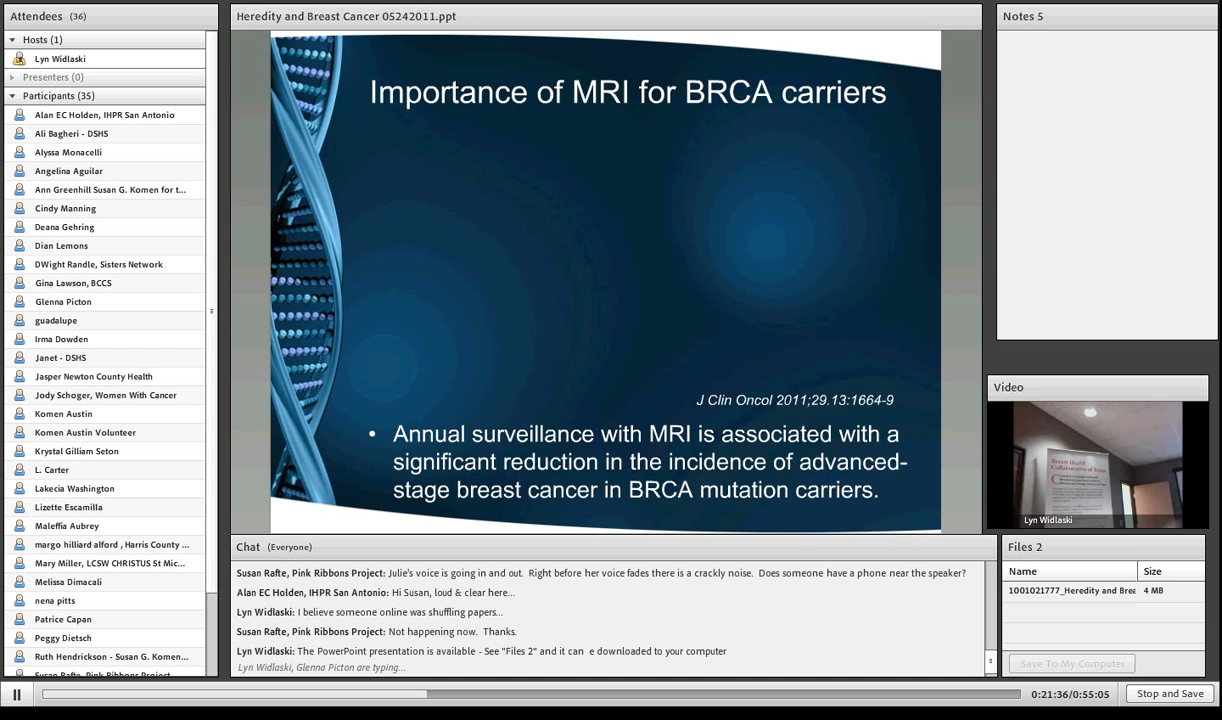 Attendees (36)
Hosts (1)
Lyn Widlaski
Presenters (0)
Participants (35)
Alan EC Holden, IHPR San Antonio
Ali Bagheri - DSHS
Alyssa Monacelli
Angelina Aguilar
Ann Greenhill Susan G. Komen for t...
Cindy Manning
Deana Gehring
Dian Lemons
DWight Randle, Sisters Network
Gina Lawson, BCCS
Glenna Picton
guadalupe
Irma Dowden
Janet - DSHS
Jasper Newton County Health
Jody Schoger, Women With Cancer
Komen Austin
Komen Austin Volunteer
Krystal Gilliam Seton
L. Carter
Lakecia Washington
Lizette Escamilla
Maleffia Aubrey
margo hilliard alford , Harris County ...
Mary Miller, LCSW CHRISTUS St Mic...
Melissa Dimacali
nena pitts
Patrice Capan
Peggy Dietsch
Ruth Hendrickson - Susan G. Komen...
Susan Rafte, Pink Ribbons Project
Heredity and Breast Cancer 05242011.ppt
Importance of MRI for BRCA carriers
J Clin Oncol 2011;29.13:1664-9
• Annual surveillance with MRI is associated with a
significant reduction in the incidence of advanced-
stage breast cancer in BRCA mutation carriers.
Chat (Everyone)
Susan Rafte, Pink Ribbons Project: Julie's voice is going in and out. Right before her voice fades there is a crackly noise. Does someone have a phone near the speaker?
Alan EC Holden, IHPR San Antonio: Hi Susan, loud & clear here...
Lyn Widlaski: I believe someone online was shuffling papers...
Susan Rafte, Pink Ribbons Project: Not happening now. Thanks.
Lyn Widlaski: The PowerPoint presentation is available - See "Files 2" and it can e downloaded to your computer
Lyn Widlaski, Glenna Picton are typing...
Notes 5
Video
Breast Health
Collaborative of Texas
Lyn Widlaski
Files 2
Name Size
1001021777_Heredity and Brea 4 MB
Save To My Computer
0:21:36/0:55:05
Stop and Save